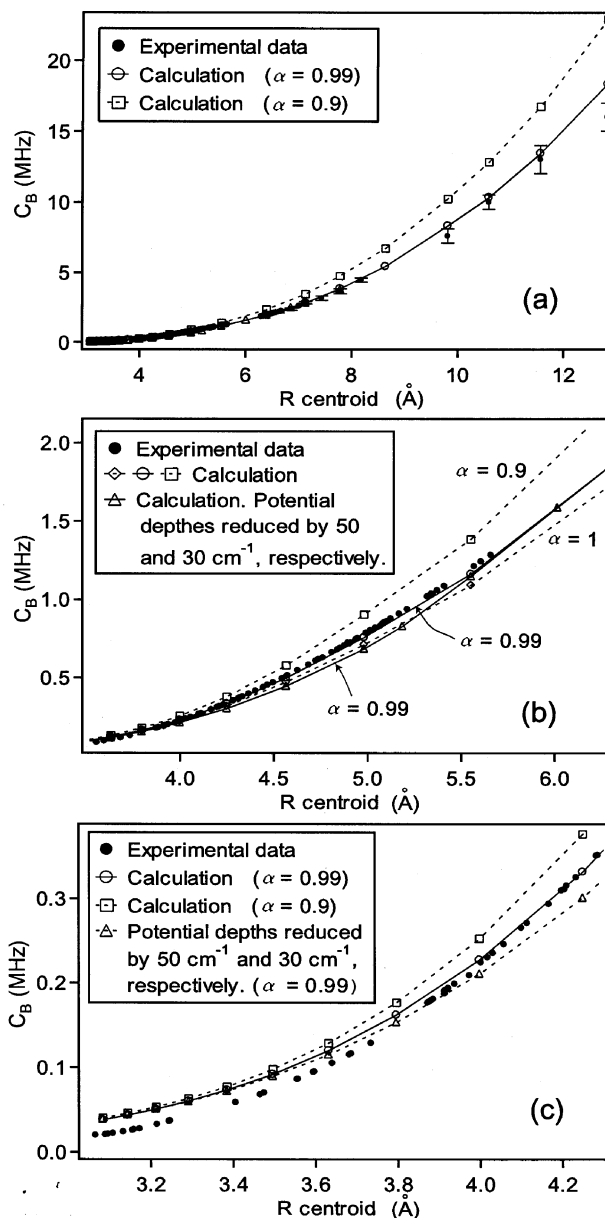 Experimental data
Calculation (α = 0.99)
Calculation (α = 0.9)
20
15
10
5
0
C_B (MHz)
(a)
4 6 8 10 12
R centroid (Å)
Experimental data
Calculation
Calculation. Potential
depthes reduced by 50
and 30 cm⁻¹, respectively.
α = 0.9
α = 1
α = 0.99
α = 0.99
2.0
1.5
1.0
0.5
C_B (MHz)
(b)
4.0 4.5 5.0 5.5 6.0
R centroid (Å)
Experimental data
Calculation (α = 0.99)
Calculation (α = 0.9)
Potential depths reduced
by 50 cm⁻¹ and 30 cm⁻¹,
respectively. (α = 0.99)
0.3
0.2
0.1
0.0
C_B (MHz)
(c)
3.2 3.4 3.6 3.8 4.0 4.2
R centroid (Å)